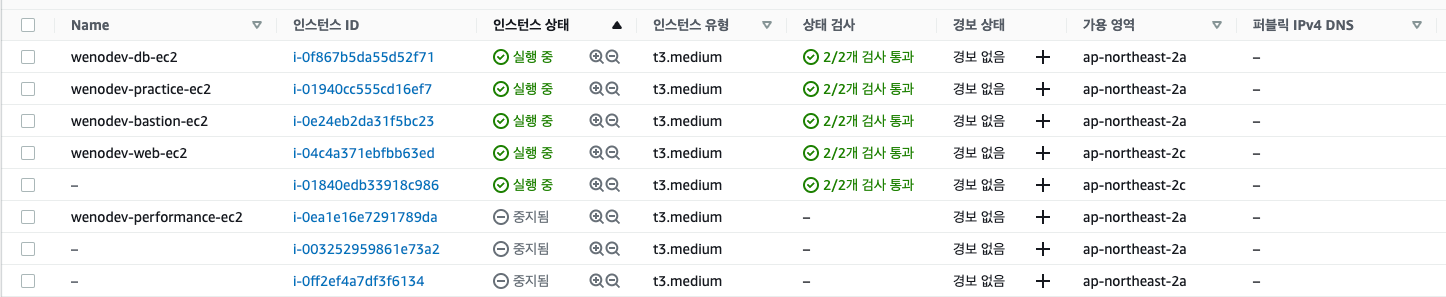 Name 인스턴스 ID 인스턴스 상태 인스턴스 유형 상태 검사 경보 상태 가용 영역 퍼블릭 IPv4 DNS
wenodev-db-ec2 i-0f867b5da55d52f71 실행 중 t3.medium 2/2개 검사 통과 경보 없음 + ap-northeast-2a –
wenodev-practice-ec2 i-01940cc555cd16ef7 실행 중 t3.medium 2/2개 검사 통과 경보 없음 + ap-northeast-2a –
wenodev-bastion-ec2 i-0e24eb2da31f5bc23 실행 중 t3.medium 2/2개 검사 통과 경보 없음 + ap-northeast-2a –
wenodev-web-ec2 i-04c4a371ebfbb63ed 실행 중 t3.medium 2/2개 검사 통과 경보 없음 + ap-northeast-2c –
– i-01840edb33918c986 실행 중 t3.medium 2/2개 검사 통과 경보 없음 + ap-northeast-2c –
wenodev-performance-ec2 i-0ea1e16e7291789da 중지됨 t3.medium – 경보 없음 + ap-northeast-2a –
– i-003252959861e73a2 중지됨 t3.medium – 경보 없음 + ap-northeast-2a –
– i-0ff2ef4a7df3f6134 중지됨 t3.medium – 경보 없음 + ap-northeast-2a –